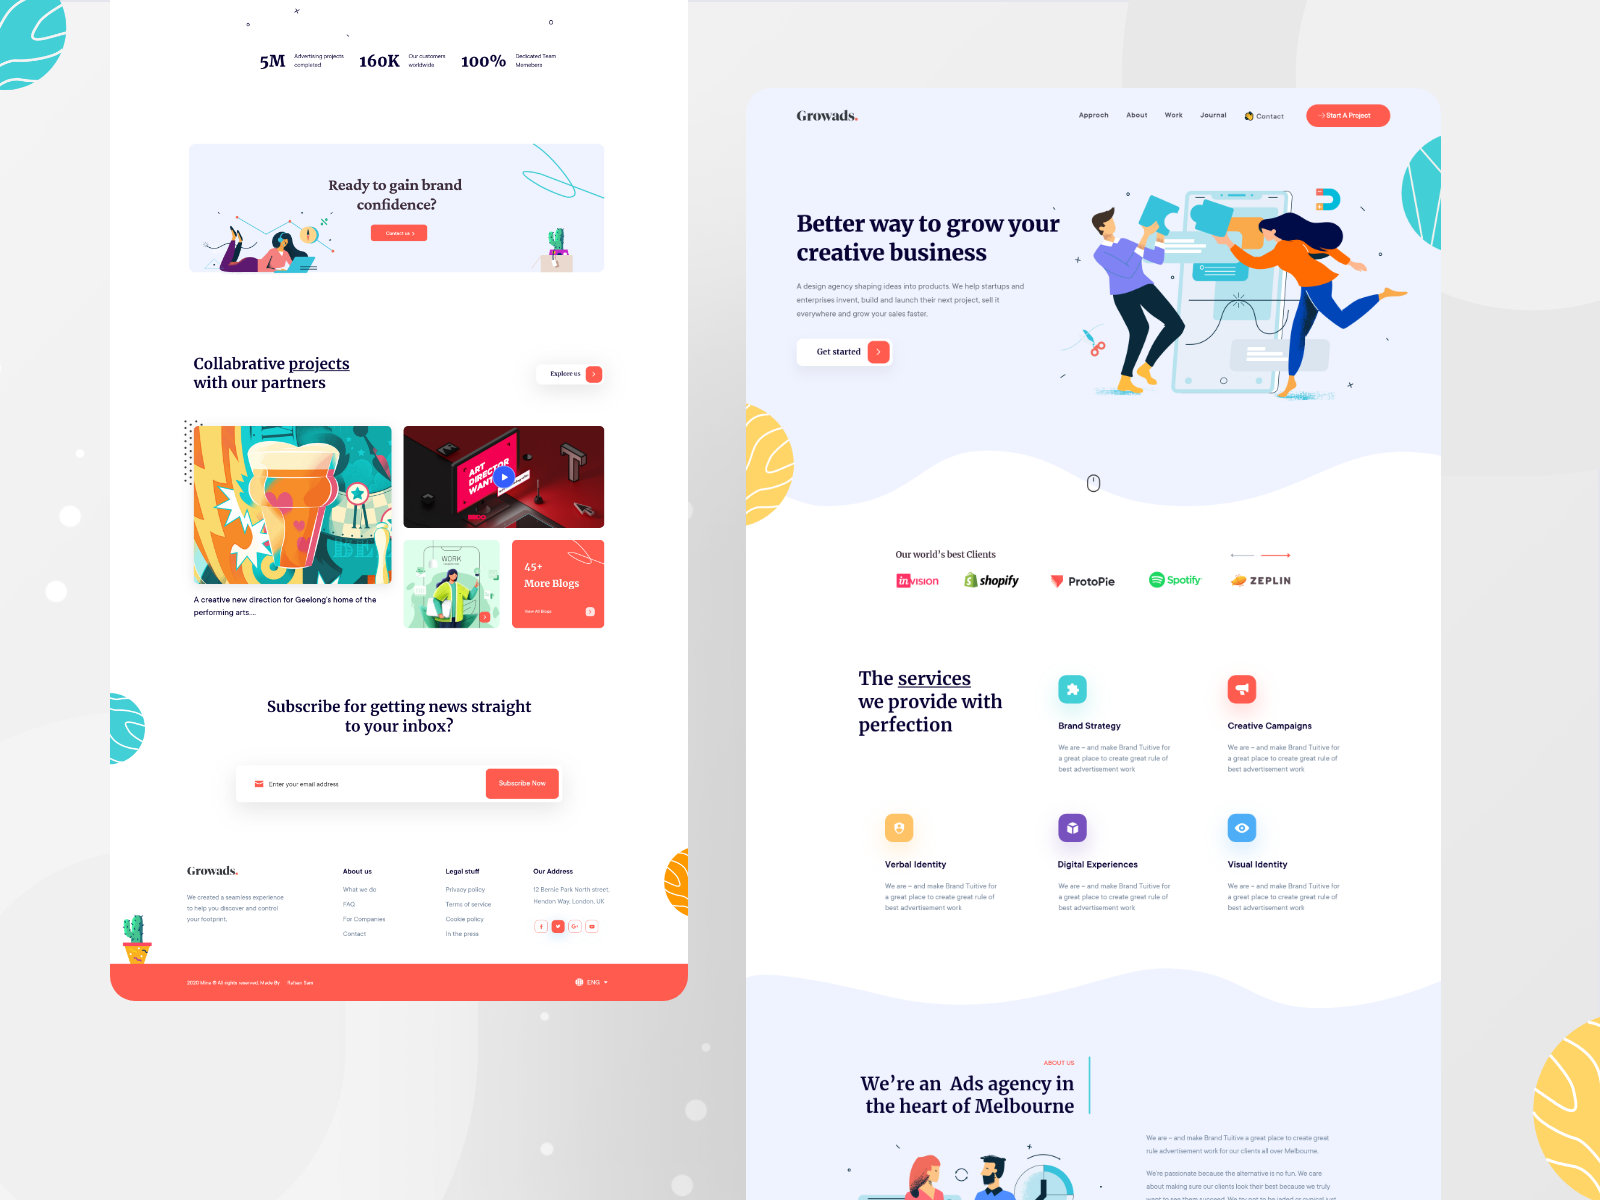 5M
Advertising projects
completed
160K
Our customers
worldwide
100%
Dedicated Team
Memebers
Ready to gain brand
confidence?
Contact us
Collabrative projects
with our partners
Explore us
ART
DIRECTOR
WANT
WORK
45+
More Blogs
View All Blogs
A creative new direction for Geelong's home of the
performing arts....
Subscribe for getting news straight
to your inbox?
Enter your email address
Subscribe Now
Growads.
We created a seamless experience
to help you discover and control
your footprint.
About us
What we do
FAQ
For Companies
Contact
Legal stuff
Privacy policy
Terms of service
Cookie policy
In the press
Our Address
12 Bernie Park North street,
Hendon Way, London, UK
2020 Mina © All rights reserved. Made By
ENG
Growads.
Approch
About
Work
Journal
Contact
Start A Project
Better way to grow your
creative business
A design agency shaping ideas into products. We help startups and
enterprises invent, build and launch their next project, sell it
everywhere and grow your sales faster.
Get started
Our world's best Clients
invision
shopify
ProtoPie
Spotify
ZEPLIN
The services
we provide with
perfection
Brand Strategy
We are – and make Brand Tuitive for
a great place to create great rule of
best advertisement work
Creative Campaigns
We are – and make Brand Tuitive for
a great place to create great rule of
best advertisement work
Verbal Identity
We are – and make Brand Tuitive for
a great place to create great rule of
best advertisement work
Digital Experiences
We are – and make Brand Tuitive for
a great place to create great rule of
best advertisement work
Visual Identity
We are – and make Brand Tuitive for
a great place to create great rule of
best advertisement work
ABOUT US
We're an Ads agency in
the heart of Melbourne
We are – and make Brand Tuitive a great place to create great
rule advertisement work for our clients all over Melbourne.
We're passionate because the alternative is no fun. We care
about making sure our clients look their best because we truly